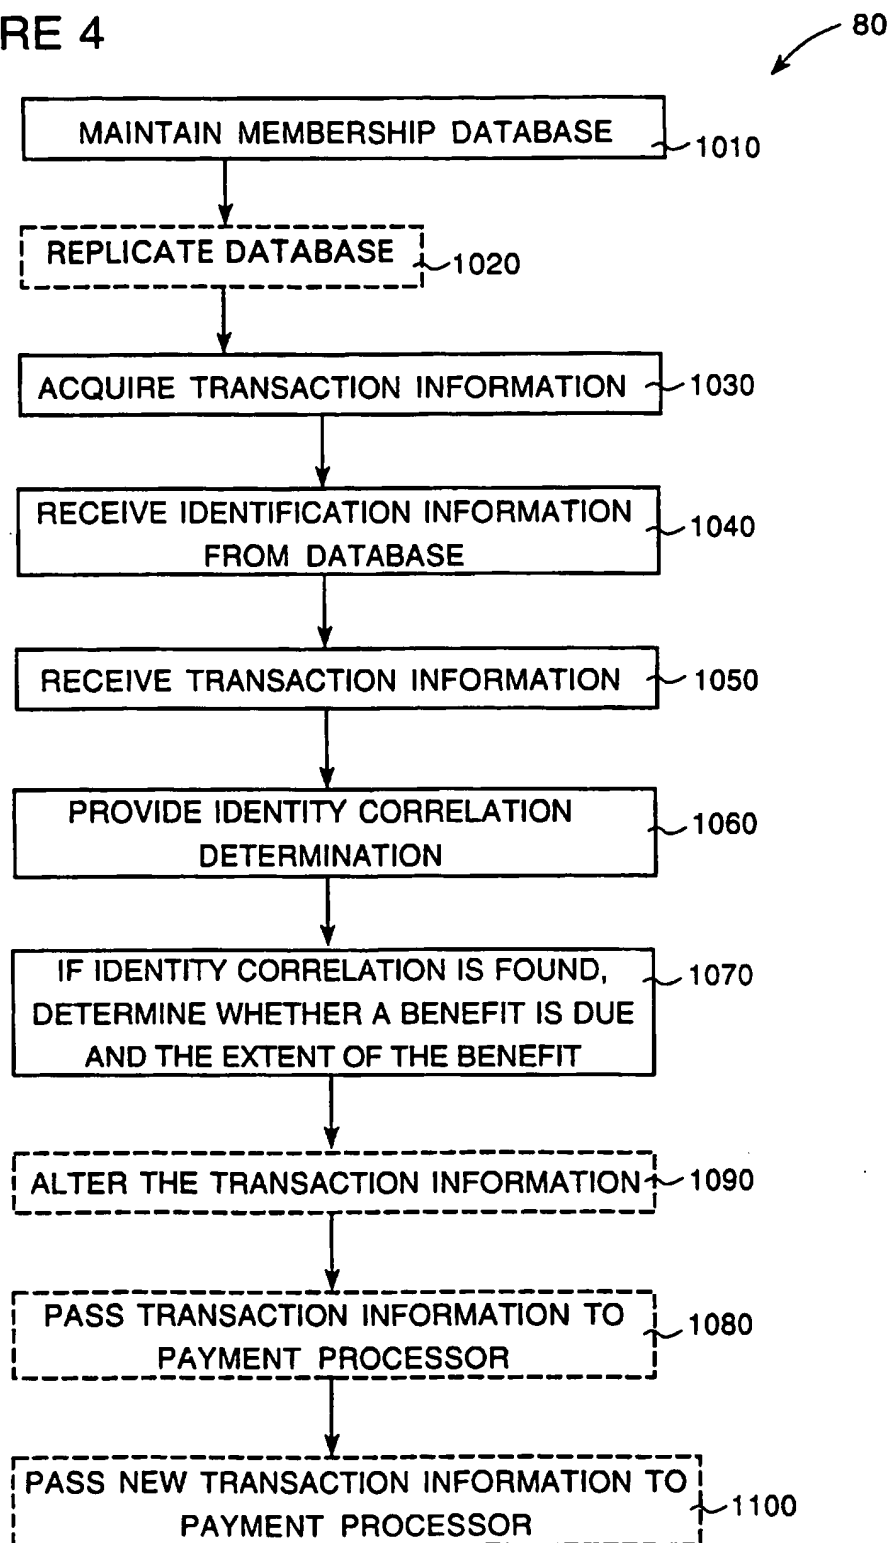 RE 4
80
MAINTAIN MEMBERSHIP DATABASE
1010
REPLICATE DATABASE
1020
ACQUIRE TRANSACTION INFORMATION
1030
RECEIVE IDENTIFICATION INFORMATION
FROM DATABASE
1040
RECEIVE TRANSACTION INFORMATION
1050
PROVIDE IDENTITY CORRELATION
DETERMINATION
1060
IF IDENTITY CORRELATION IS FOUND,
DETERMINE WHETHER A BENEFIT IS DUE
AND THE EXTENT OF THE BENEFIT
1070
ALTER THE TRANSACTION INFORMATION
1090
PASS TRANSACTION INFORMATION TO
PAYMENT PROCESSOR
1080
PASS NEW TRANSACTION INFORMATION TO
PAYMENT PROCESSOR
1100